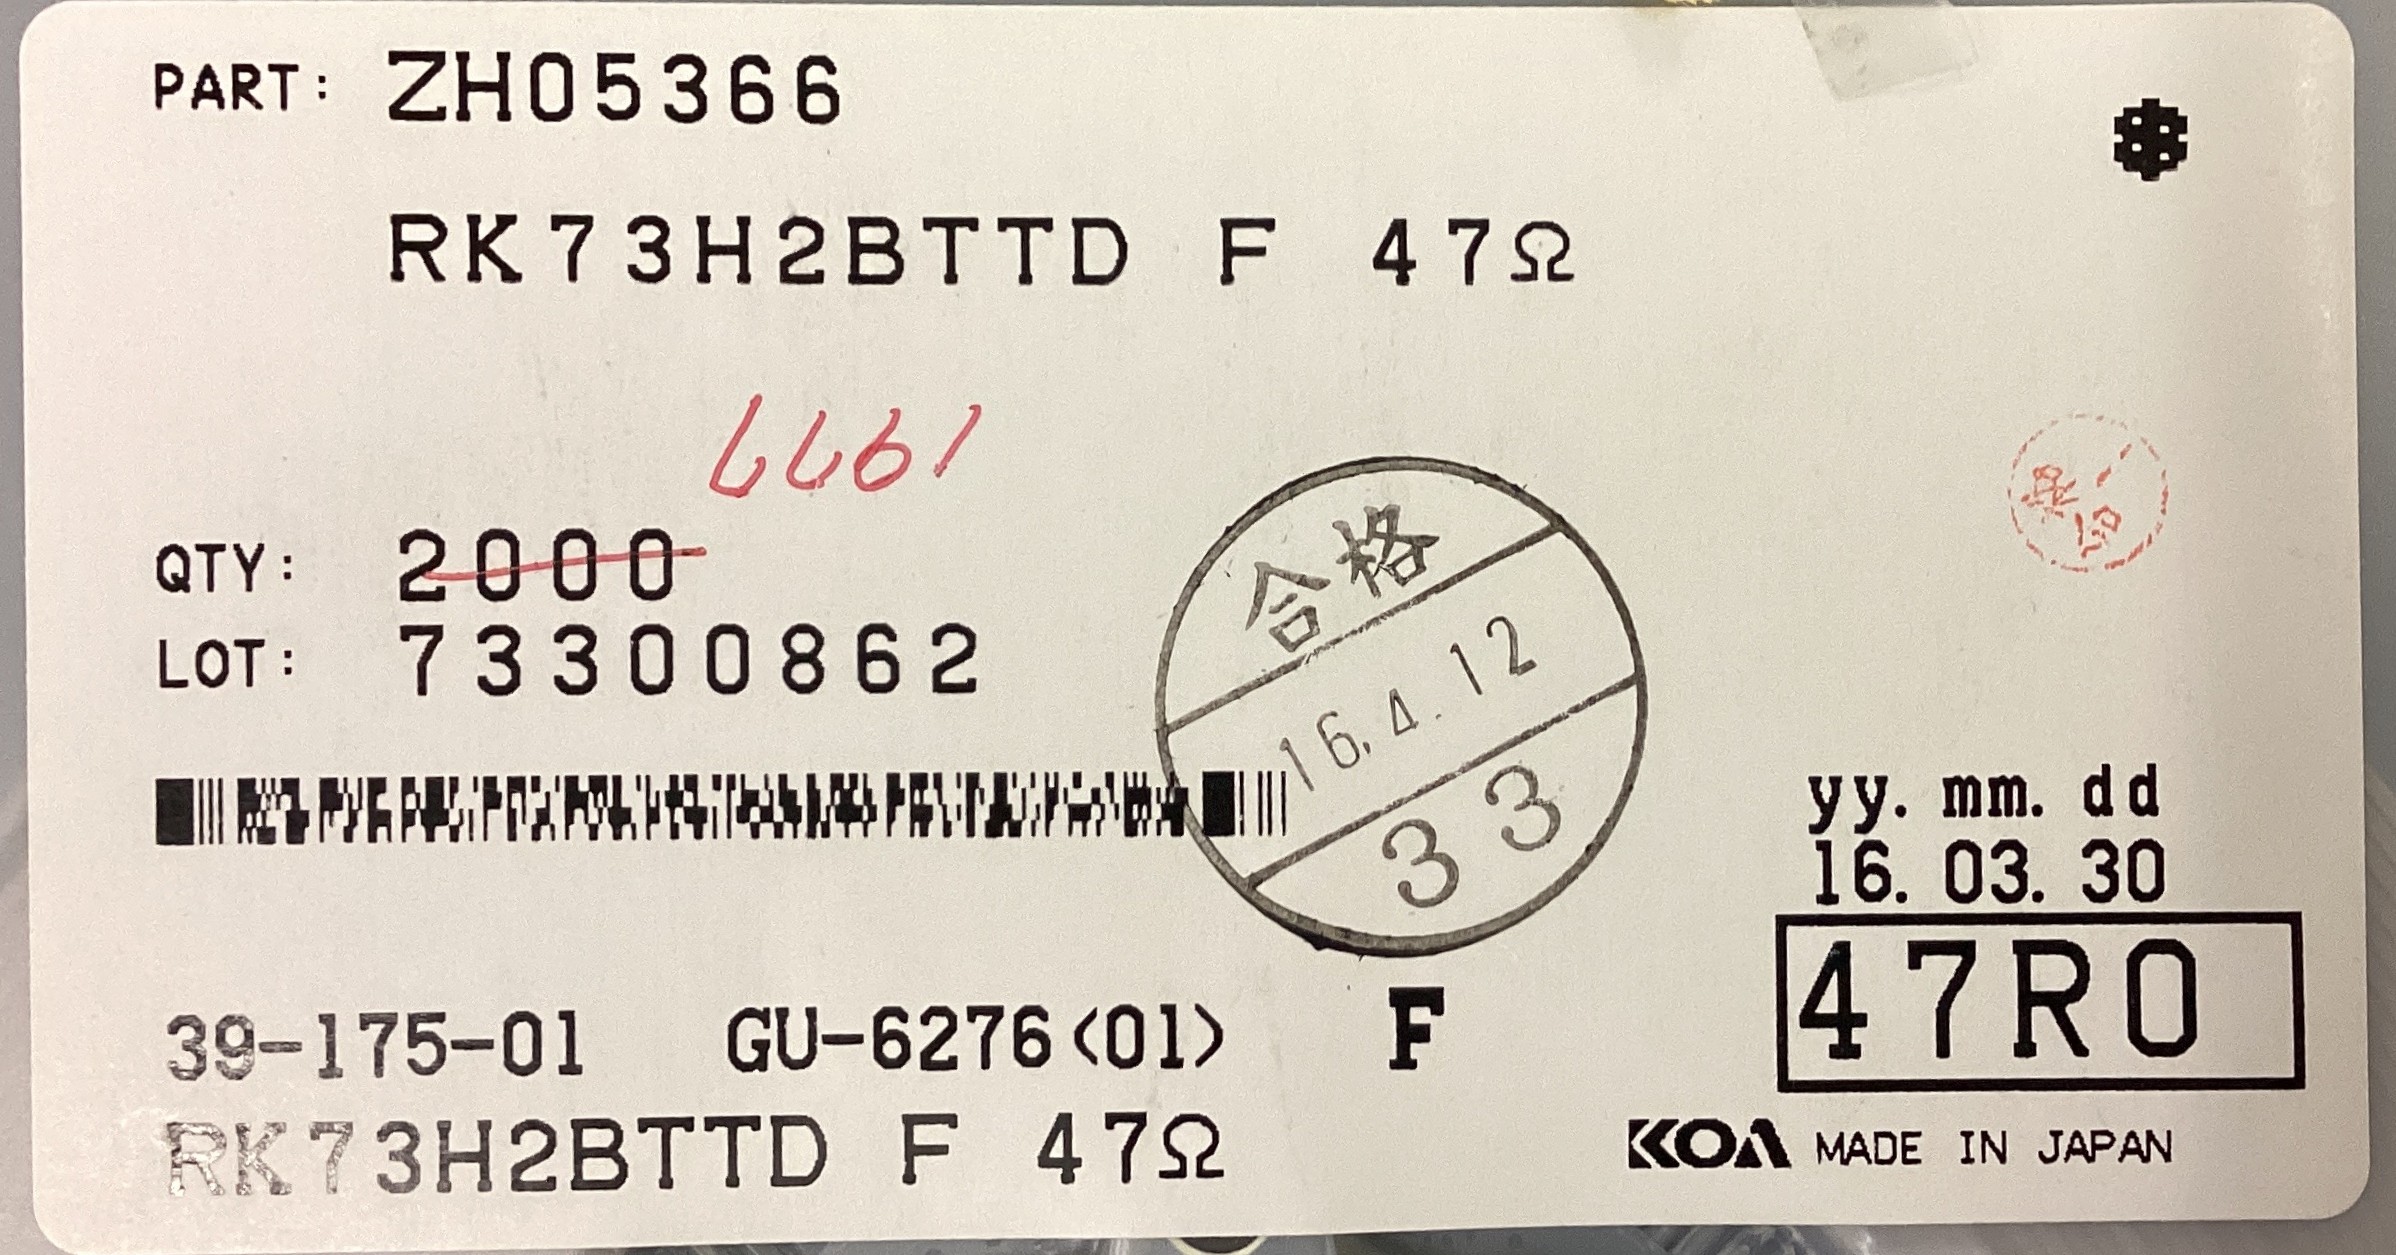 PART: ZH05366
*
RK73H2BTTD F 47Ω
1977
QTY: 2000
LOT: 73300862
合格
16.4.12
33
yy. mm. dd
16. 03. 30
47R0
39-175-01 GU-6276(01) F
RK73H2BTTD F 47Ω
KOA MADE IN JAPAN